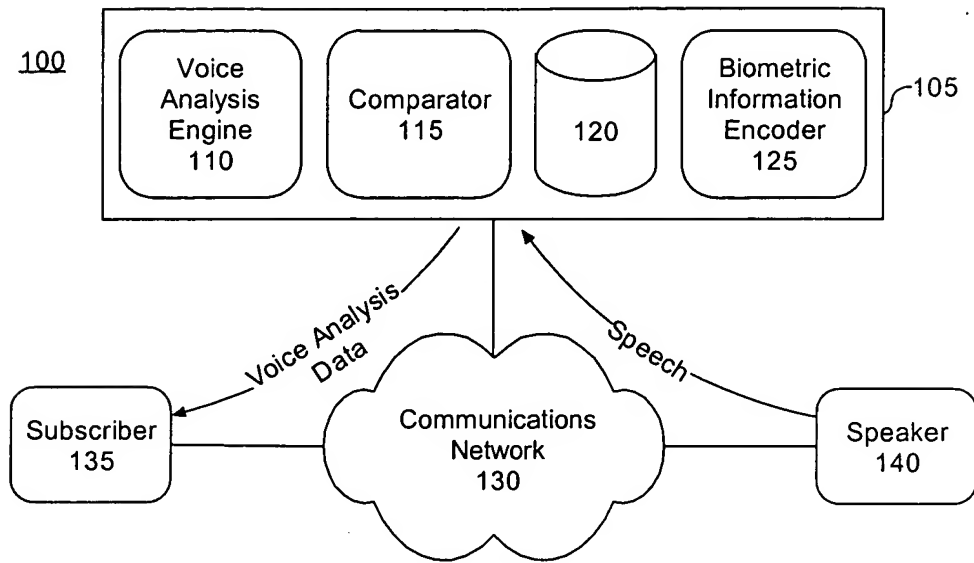 100
Voice
Analysis
Engine
110
Comparator
115
120
Biometric
Information
Encoder
125
105
Voice Analysis
Data
Speech
Subscriber
135
Communications
Network
130
Speaker
140